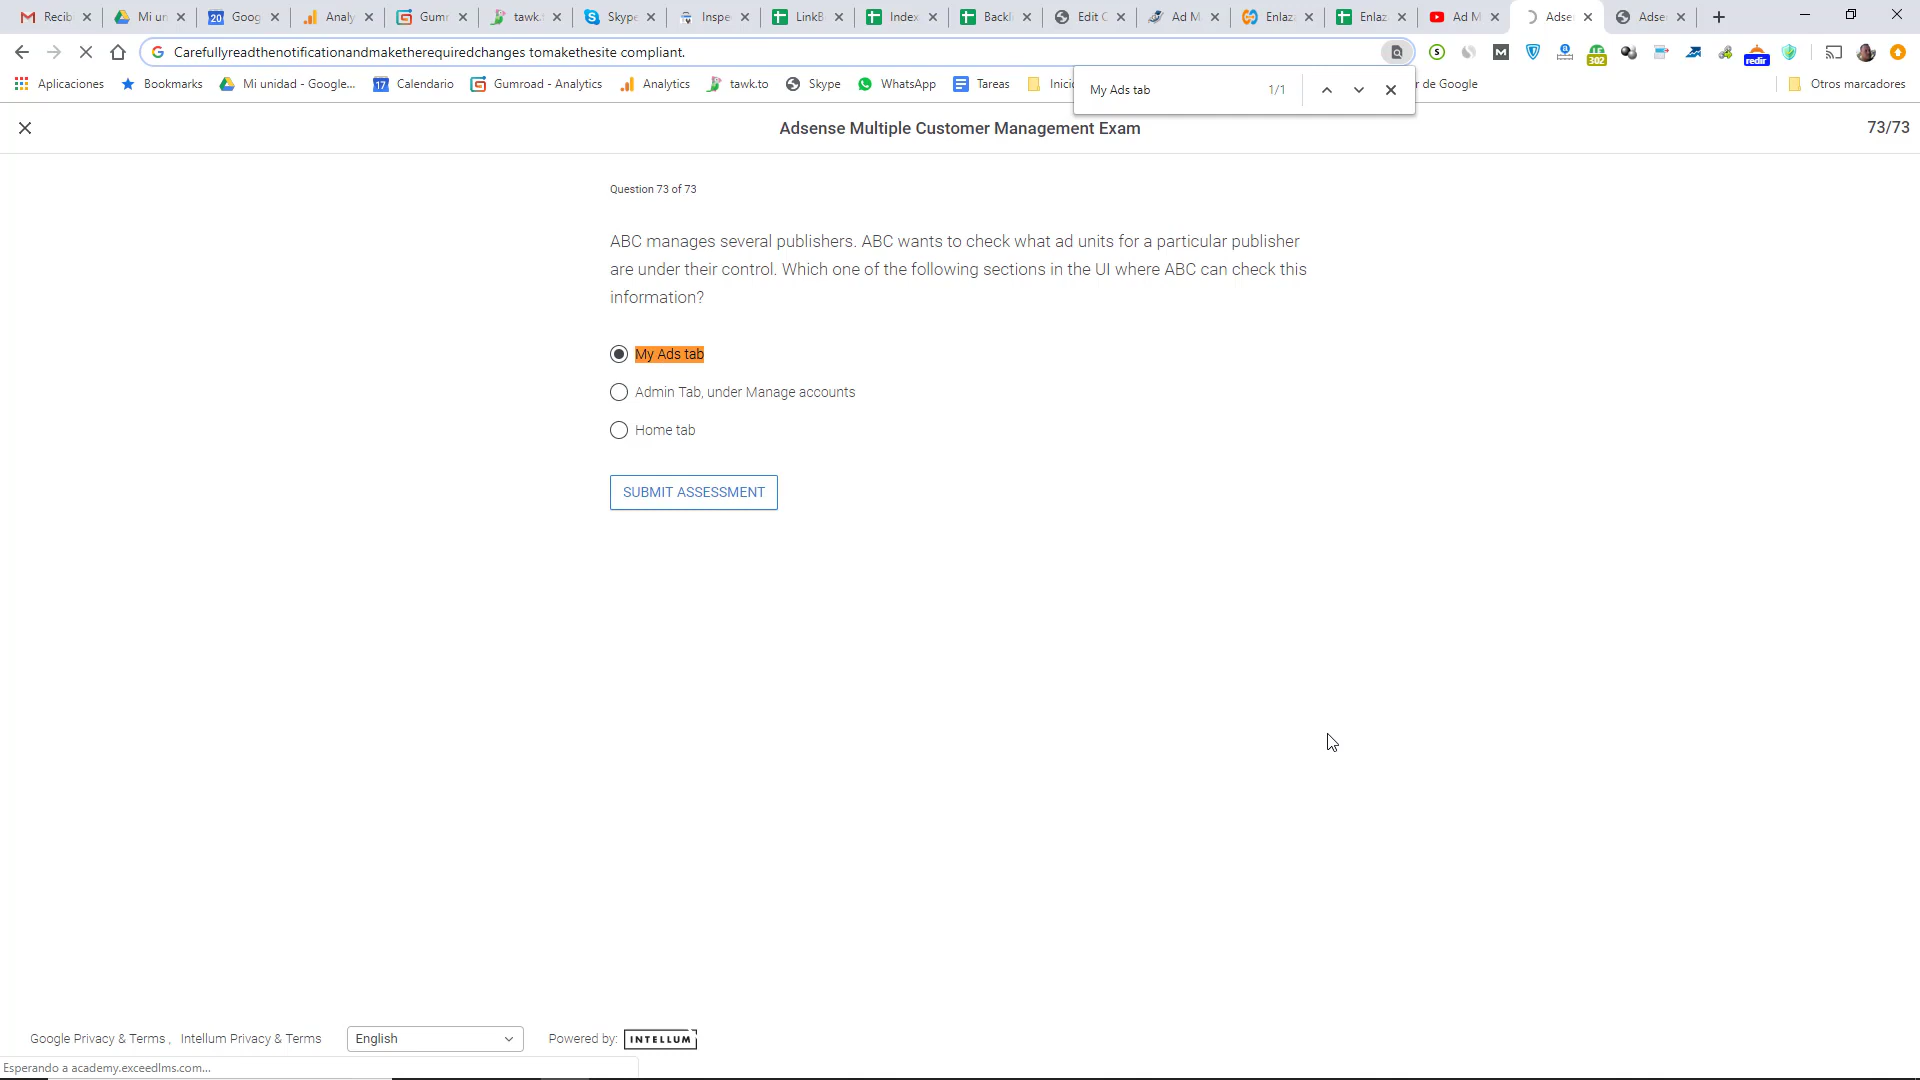 Recib
Mi un
Goog
Analy
Gumr
tawk.
Skype
Inspe
LinkB
Index
Backl
Edit C
Ad M
Enlaz
Enlaz
Ad M
Adse
Adse
Carefullyreadthenotificationandmaketherequiredchanges tomakethesite compliant.
Aplicaciones
Bookmarks
Mi unidad - Google...
Calendario
Gumroad - Analytics
Analytics
tawk.to
Skype
WhatsApp
Tareas
Inici
My Ads tab 1/1
r de Google
Otros marcadores
302
redir
Adsense Multiple Customer Management Exam
73/73
Question 73 of 73
ABC manages several publishers. ABC wants to check what ad units for a particular publisher
are under their control. Which one of the following sections in the UI where ABC can check this
information?
My Ads tab
Admin Tab, under Manage accounts
Home tab
SUBMIT ASSESSMENT
Google Privacy & Terms ,
Intellum Privacy & Terms
English
Powered by:
INTELLUM
Esperando a academy.exceedlms.com...